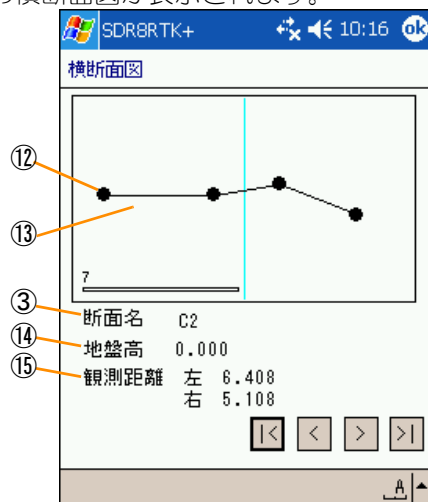 の横断面図が表示されます。
SDR8RTK+ 10:16 ok
横断面図
⑫
⑬
7
③ 断面名 C2
⑭ 地盤高 0.000
⑮ 観測距離 左 6.408
右 5.108
|< < > >|
A